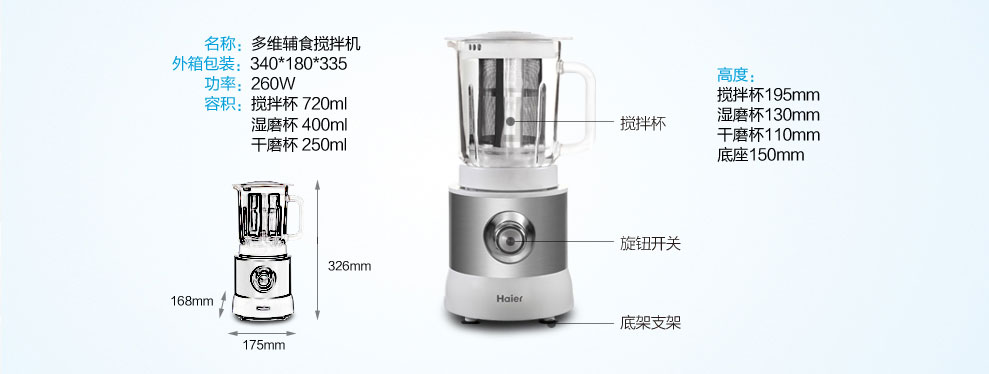 名称：多维辅食搅拌机
外箱包装：340*180*335
功率：260W
容积：搅拌杯 720ml
湿磨杯 400ml
干磨杯 250ml
326mm
168mm
175mm
搅拌杯
旋钮开关
Haier
底架支架
高度：
搅拌杯195mm
湿磨杯130mm
干磨杯110mm
底座150mm